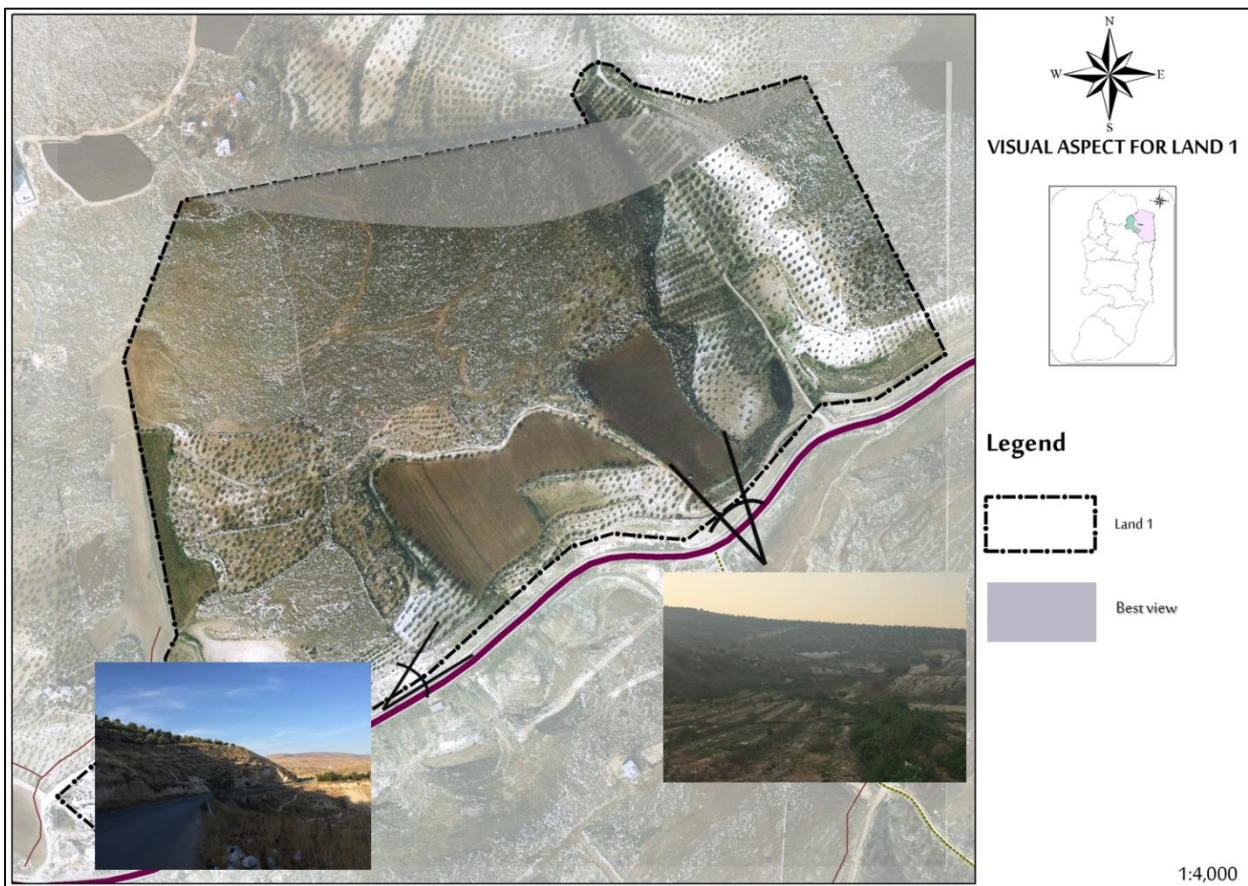 N
W E
S
VISUAL ASPECT FOR LAND 1
Legend
Land 1
Best view
1:4,000